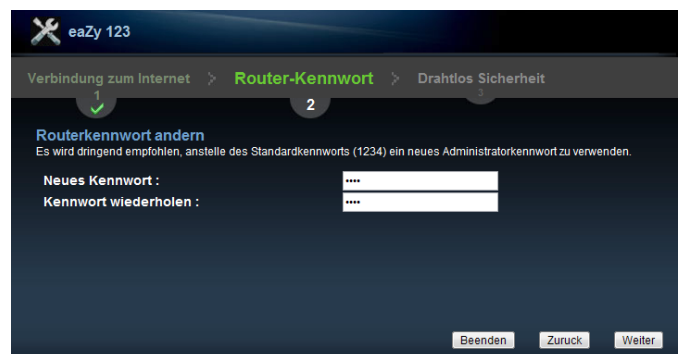 eaZy 123
Verbindung zum Internet > Router-Kennwort > Drahtlos Sicherheit
1 2 3
Routerkennwort andern
Es wird dringend empfohlen, anstelle des Standardkennworts (1234) ein neues Administratorkennwort zu verwenden.
Neues Kennwort : ••••
Kennwort wiederholen : ••••
Beenden Zuruck Weiter